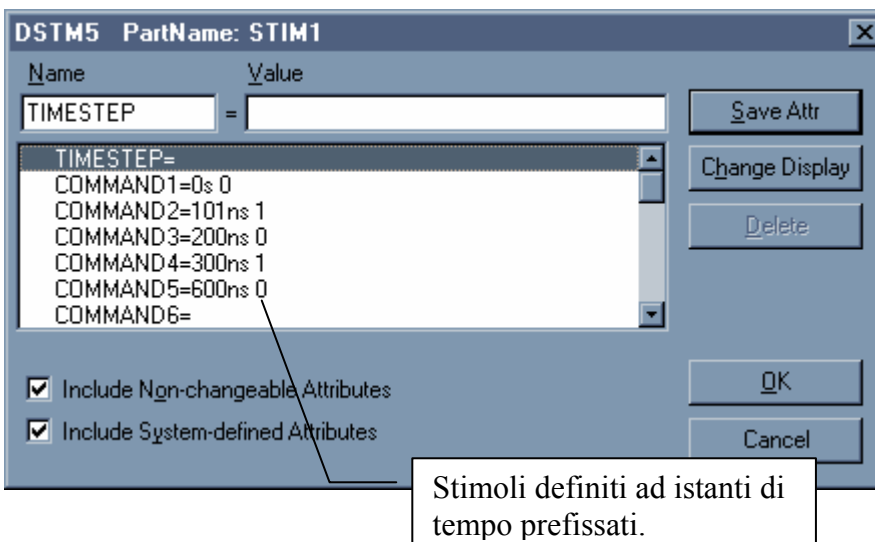 DSTM5 PartName: STIM1
Name Value
TIMESTEP =
Save Attr
TIMESTEP=
COMMAND1=0s 0
COMMAND2=101ns 1
COMMAND3=200ns 0
COMMAND4=300ns 1
COMMAND5=600ns 0
COMMAND6=
Change Display
Delete
Include Non-changeable Attributes
Include System-defined Attributes
OK
Cancel
Stimoli definiti ad istanti di
tempo prefissati.